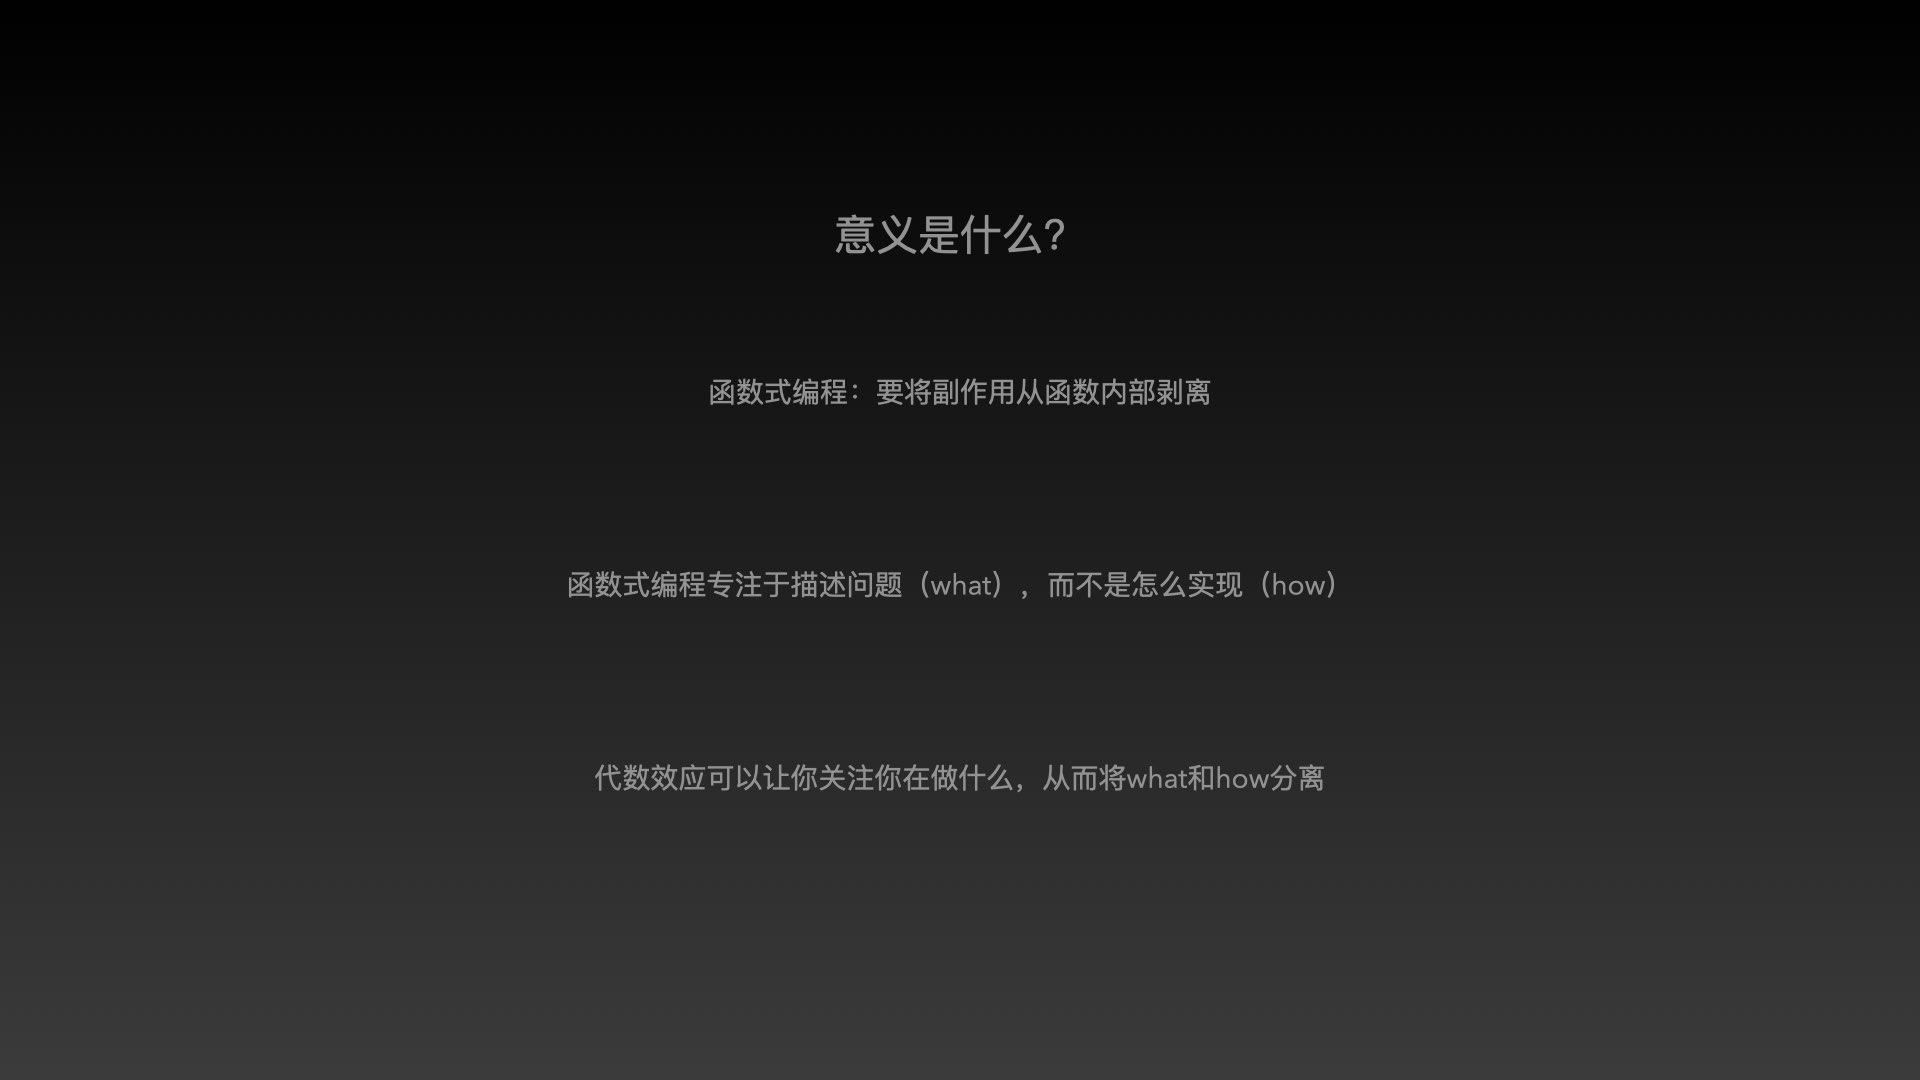 意义是什么？
函数式编程：要将副作用从函数内部剥离
函数式编程专注于描述问题（what），而不是怎么实现（how）
代数效应可以让你关注你在做什么，从而将what和how分离